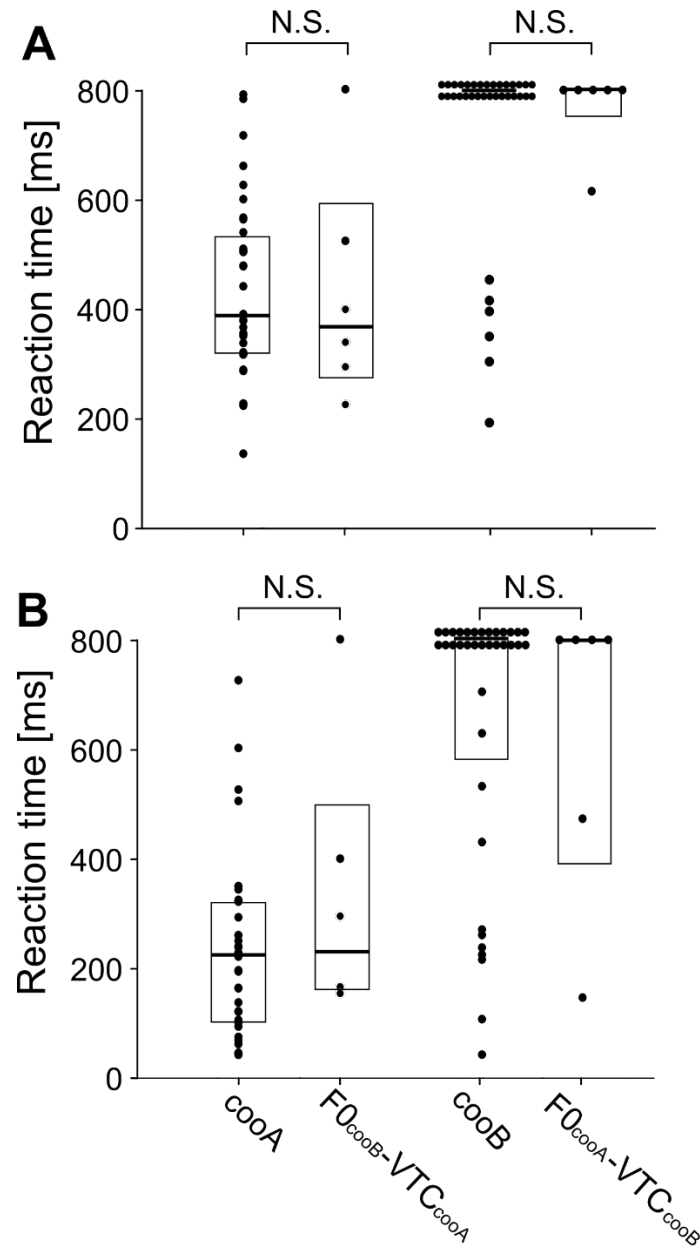 A
N.S.
N.S.
Reaction time [ms]
800
600
400
200
0
B
N.S.
N.S.
Reaction time [ms]
800
600
400
200
0
cooA
F0cooB-VTCcooA
cooB
F0cooA-VTCcooB